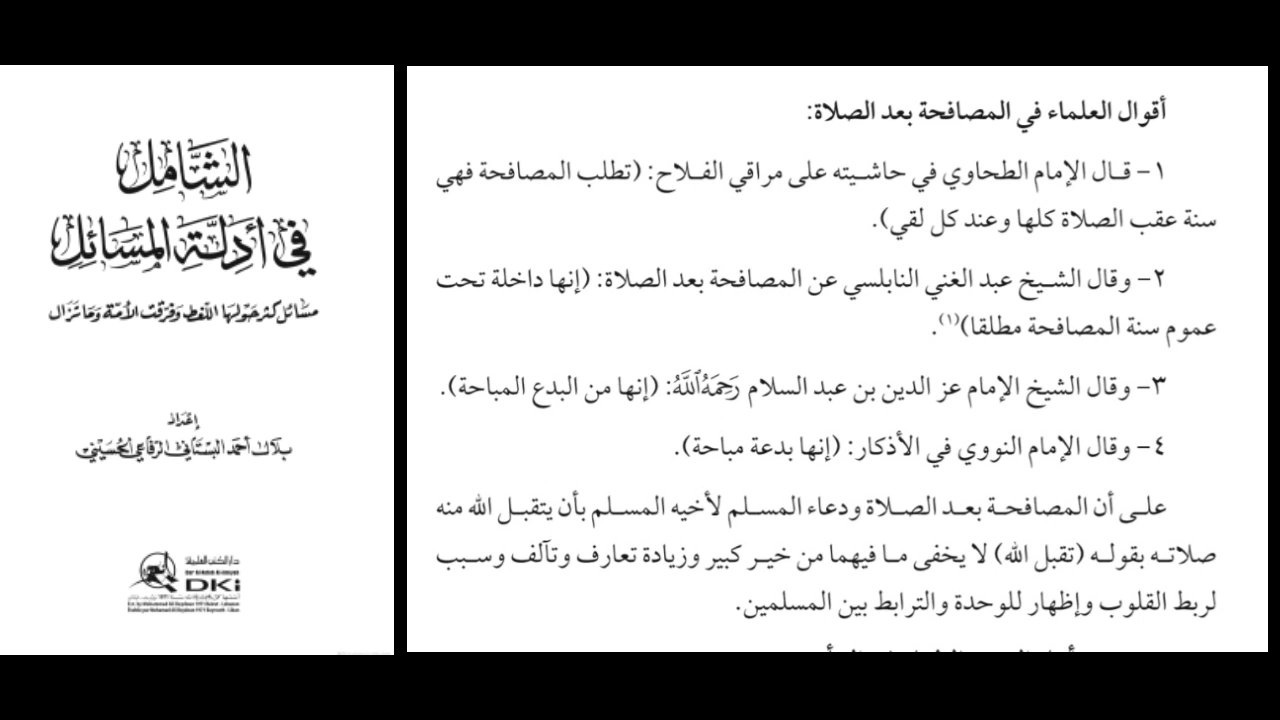 الشامل
في أدلة المسائل
مسائل كثر حولها اللغط وفرقت الأمة وما تزال
إعداد
بلال أحمد البستاني الرفاعي الحسيني
دار الكتب العلمية
DKi
أقوال العلماء في المصافحة بعد الصلاة:
١- قال الإمام الطحاوي في حاشيته على مراقي الفلاح: (تطلب المصافحة فهي
سنة عقب الصلاة كلها وعند كل لقي).
٢- وقال الشيخ عبد الغني النابلسي عن المصافحة بعد الصلاة: (إنها داخلة تحت
عموم سنة المصافحة مطلقا)(١).
٣- وقال الشيخ الإمام عز الدين بن عبد السلام رَحِمَهُ ٱللَّهُ: (إنها من البدع المباحة).
٤- وقال الإمام النووي في الأذكار: (إنها بدعة مباحة).
على أن المصافحة بعد الصلاة ودعاء المسلم لأخيه المسلم بأن يتقبل الله منه
صلاته بقوله (تقبل الله) لا يخفى ما فيهما من خير كبير وزيادة تعارف وتآلف وسبب
لربط القلوب وإظهار للوحدة والترابط بين المسلمين.